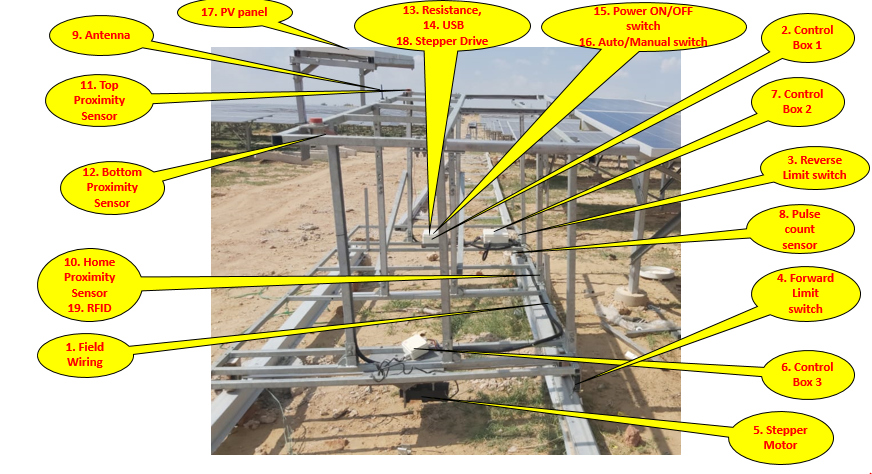 17. PV panel
9. Antenna
11. Top
Proximity
Sensor
12. Bottom
Proximity
Sensor
10. Home
Proximity
Sensor
19. RFID
1. Field
Wiring
13. Resistance,
14. USB
18. Stepper Drive
15. Power ON/OFF
switch
16. Auto/Manual switch
2. Control
Box 1
7. Control
Box 2
3. Reverse
Limit switch
8. Pulse
count
sensor
4. Forward
Limit
switch
6. Control
Box 3
5. Stepper
Motor